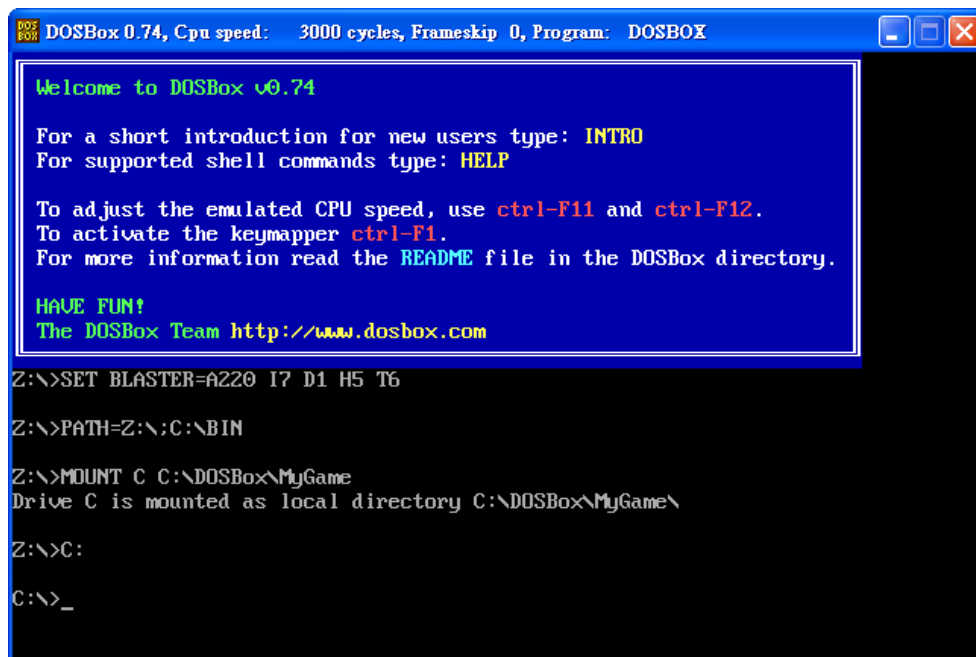 DOS
BOX
DOSBox 0.74, Cpu speed: 3000 cycles, Frameskip 0, Program: DOSBOX
Welcome to DOSBox v0.74
For a short introduction for new users type: INTRO
For supported shell commands type: HELP
To adjust the emulated CPU speed, use ctrl-F11 and ctrl-F12.
To activate the keymapper ctrl-F1.
For more information read the README file in the DOSBox directory.
HAVE FUN!
The DOSBox Team http://www.dosbox.com
Z:\>SET BLASTER=A220 I7 D1 H5 T6
Z:\>PATH=Z:\;C:\BIN
Z:\>MOUNT C C:\DOSBox\MyGame
Drive C is mounted as local directory C:\DOSBox\MyGame\
Z:\>C:
C:\>_